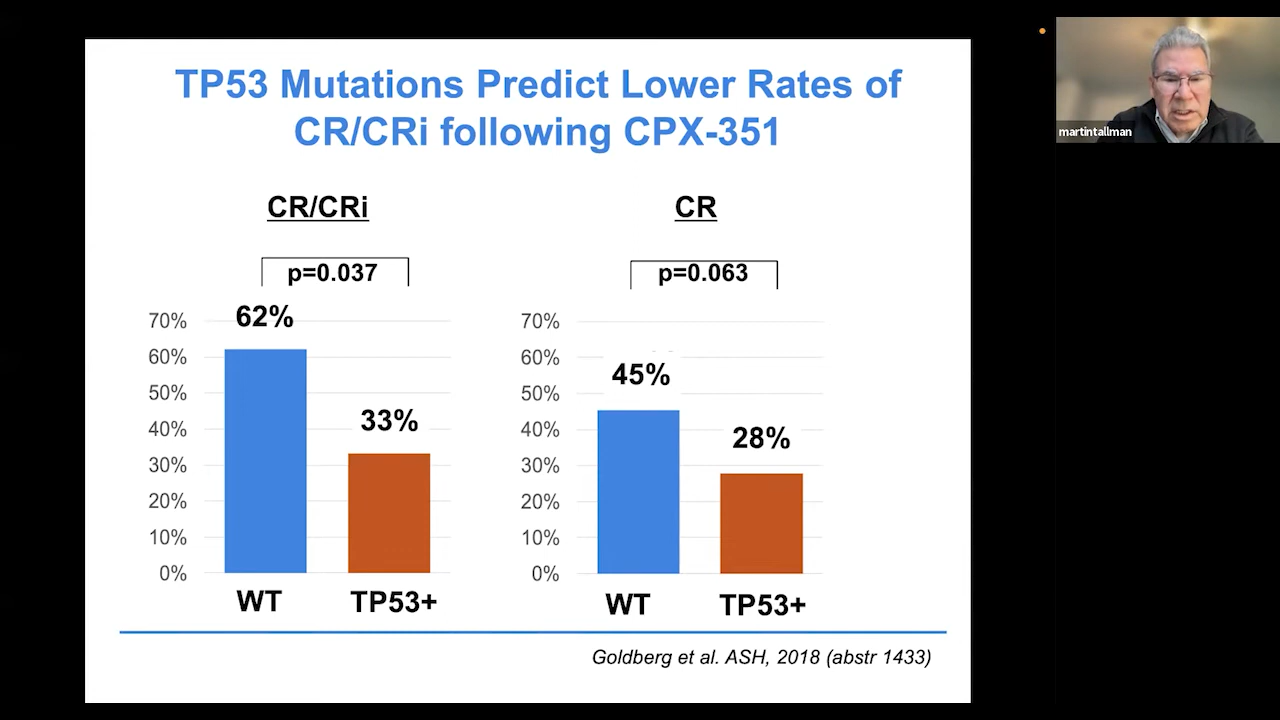 TP53 Mutations Predict Lower Rates of
CR/CRi following CPX-351
martintallman
CR/CRi
p=0.037
70%
60%
50%
40%
30%
20%
10%
0%
62%
33%
WT
TP53+
CR
p=0.063
70%
60%
50%
40%
30%
20%
10%
0%
45%
28%
WT
TP53+
Goldberg et al. ASH, 2018 (abstr 1433)